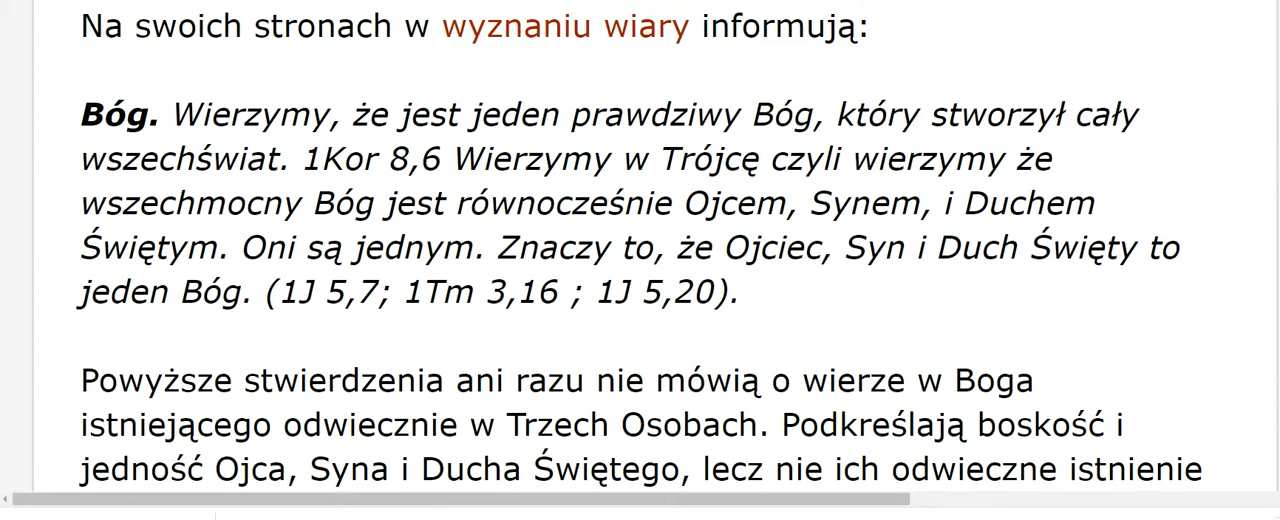 Na swoich stronach w wyznaniu wiary informują:
Bóg. Wierzymy, że jest jeden prawdziwy Bóg, który stworzył cały
wszechświat. 1Kor 8,6 Wierzymy w Trójcę czyli wierzymy że
wszechmocny Bóg jest równocześnie Ojcem, Synem, i Duchem
Świętym. Oni są jednym. Znaczy to, że Ojciec, Syn i Duch Święty to
jeden Bóg. (1J 5,7; 1Tm 3,16 ; 1J 5,20).
Powyższe stwierdzenia ani razu nie mówią o wierze w Boga
istniejącego odwiecznie w Trzech Osobach. Podkreślają boskość i
jedność Ojca, Syna i Ducha Świętego, lecz nie ich odwieczne istnienie